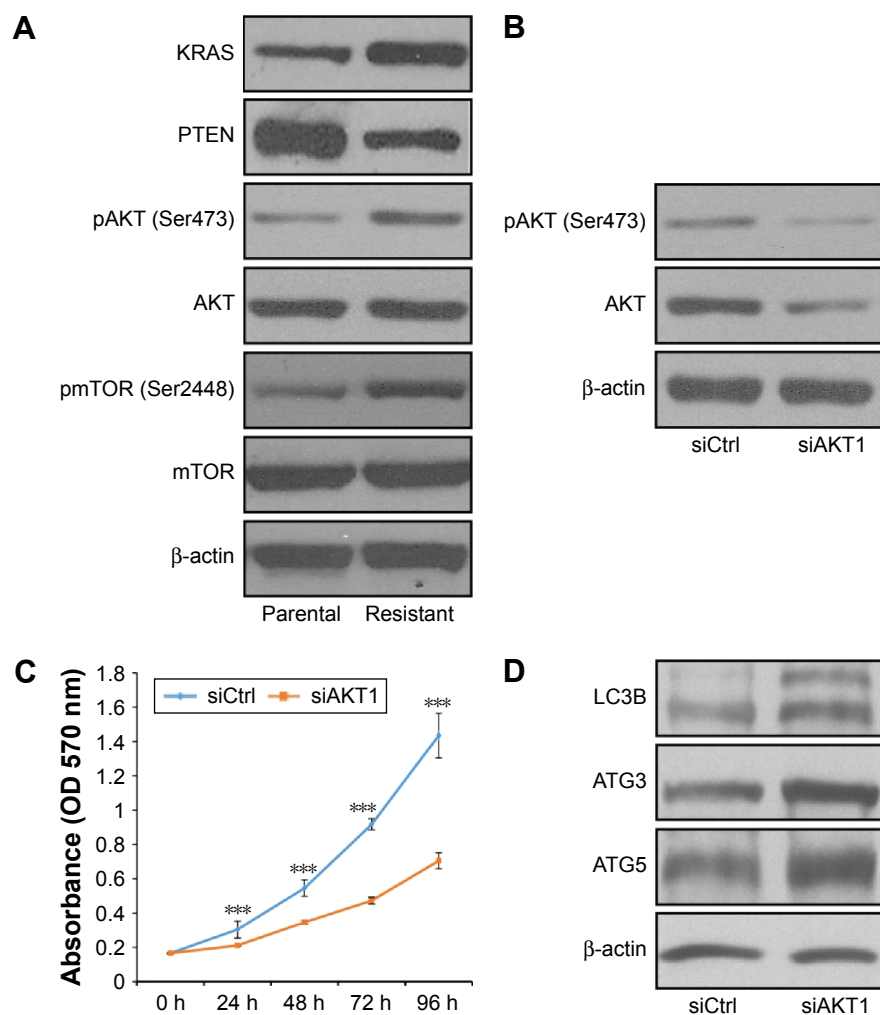 A
KRAS
PTEN
pAKT (Ser473)
AKT
pmTOR (Ser2448)
mTOR
β-actin
Parental Resistant
B
pAKT (Ser473)
AKT
β-actin
siCtrl siAKT1
C
Absorbance (OD 570 nm)
siCtrl siAKT1
1.8
1.6
1.4
1.2
1
0.8
0.6
0.4
0.2
0
***
***
***
***
0 h 24 h 48 h 72 h 96 h
D
LC3B
ATG3
ATG5
β-actin
siCtrl siAKT1